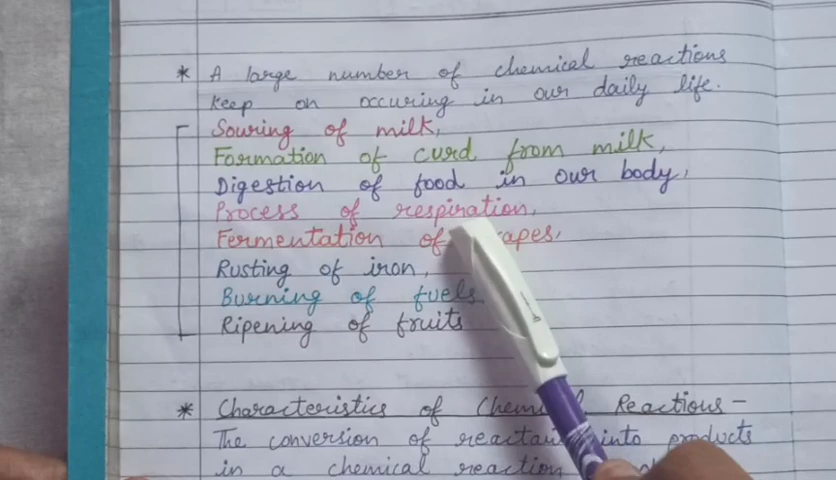 * A large number of chemical reactions
keep on occuring in our daily life.
Souring of milk,
Formation of curd from milk,
Digestion of food in our body,
Process of respiration,
Fermentation of
Rusting of iron,
Burning of fuels
Ripening of fruits
* Characteristics of Reactions -
The conversion of into products
in a chemical reaction